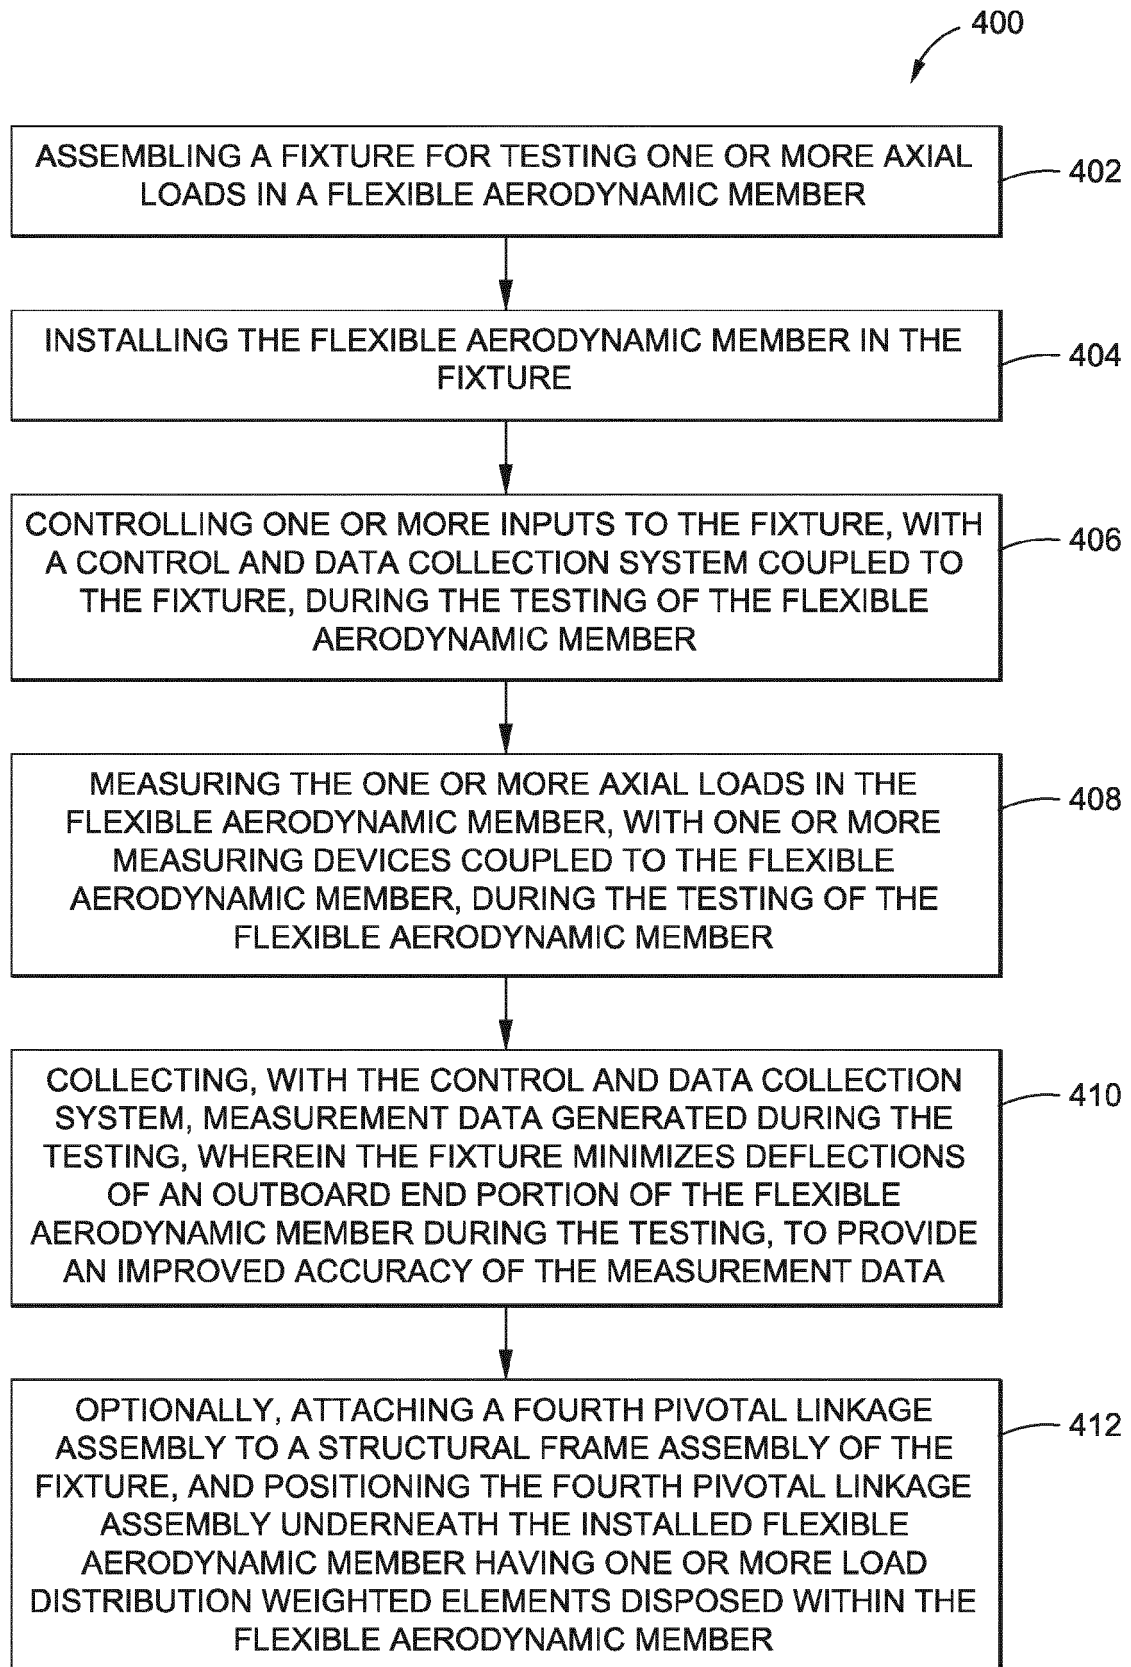 400
ASSEMBLING A FIXTURE FOR TESTING ONE OR MORE AXIAL
LOADS IN A FLEXIBLE AERODYNAMIC MEMBER
402
INSTALLING THE FLEXIBLE AERODYNAMIC MEMBER IN THE
FIXTURE
404
CONTROLLING ONE OR MORE INPUTS TO THE FIXTURE, WITH
A CONTROL AND DATA COLLECTION SYSTEM COUPLED TO
THE FIXTURE, DURING THE TESTING OF THE FLEXIBLE
AERODYNAMIC MEMBER
406
MEASURING THE ONE OR MORE AXIAL LOADS IN THE
FLEXIBLE AERODYNAMIC MEMBER, WITH ONE OR MORE
MEASURING DEVICES COUPLED TO THE FLEXIBLE
AERODYNAMIC MEMBER, DURING THE TESTING OF THE
FLEXIBLE AERODYNAMIC MEMBER
408
COLLECTING, WITH THE CONTROL AND DATA COLLECTION
SYSTEM, MEASUREMENT DATA GENERATED DURING THE
TESTING, WHEREIN THE FIXTURE MINIMIZES DEFLECTIONS
OF AN OUTBOARD END PORTION OF THE FLEXIBLE
AERODYNAMIC MEMBER DURING THE TESTING, TO PROVIDE
AN IMPROVED ACCURACY OF THE MEASUREMENT DATA
410
OPTIONALLY, ATTACHING A FOURTH PIVOTAL LINKAGE
ASSEMBLY TO A STRUCTURAL FRAME ASSEMBLY OF THE
FIXTURE, AND POSITIONING THE FOURTH PIVOTAL LINKAGE
ASSEMBLY UNDERNEATH THE INSTALLED FLEXIBLE
AERODYNAMIC MEMBER HAVING ONE OR MORE LOAD
DISTRIBUTION WEIGHTED ELEMENTS DISPOSED WITHIN THE
FLEXIBLE AERODYNAMIC MEMBER
412